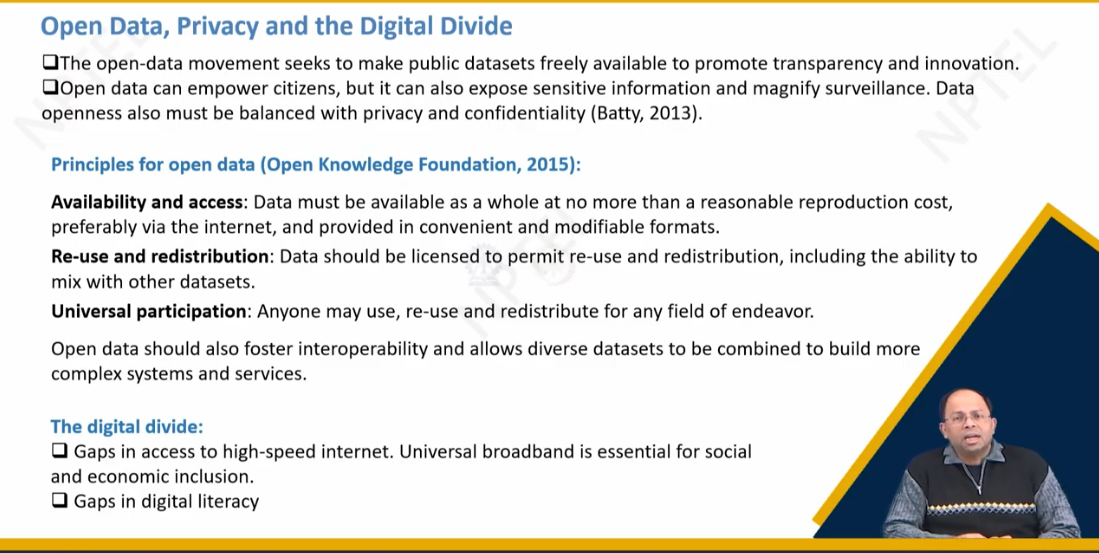 Open Data, Privacy and the Digital Divide
❑The open-data movement seeks to make public datasets freely available to promote transparency and innovation.
❑Open data can empower citizens, but it can also expose sensitive information and magnify surveillance. Data
openness also must be balanced with privacy and confidentiality (Batty, 2013).
Principles for open data (Open Knowledge Foundation, 2015):
Availability and access: Data must be available as a whole at no more than a reasonable reproduction cost,
preferably via the internet, and provided in convenient and modifiable formats.
Re-use and redistribution: Data should be licensed to permit re-use and redistribution, including the ability to
mix with other datasets.
Universal participation: Anyone may use, re-use and redistribute for any field of endeavor.
Open data should also foster interoperability and allows diverse datasets to be combined to build more
complex systems and services.
The digital divide:
❑ Gaps in access to high-speed internet. Universal broadband is essential for social
and economic inclusion.
❑ Gaps in digital literacy
NPTEL
NPTEL
NPTEL